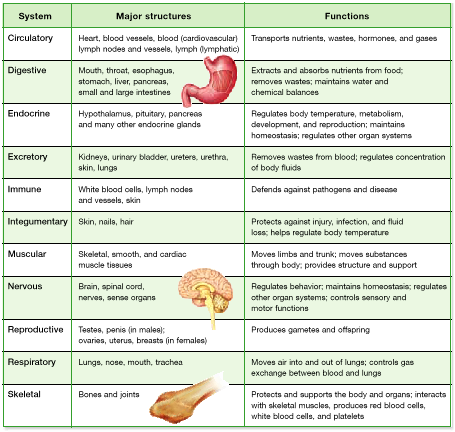 System Major structures Functions
Circulatory Heart, blood vessels, blood (cardiovascular) Transports nutrients, wastes, hormones, and gases
lymph nodes and vessels, lymph (lymphatic)
Digestive Mouth, throat, esophagus, Extracts and absorbs nutrients from food;
stomach, liver, pancreas, removes wastes; maintains water and
small and large intestines chemical balances
Endocrine Hypothalamus, pituitary, pancreas Regulates body temperature, metabolism,
and many other endocrine glands development, and reproduction; maintains
homeostasis; regulates other organ systems
Excretory Kidneys, urinary bladder, ureters, urethra, Removes wastes from blood; regulates concentration
skin, lungs of body fluids
Immune White blood cells, lymph nodes Defends against pathogens and disease
and vessels, skin
Integumentary Skin, nails, hair Protects against injury, infection, and fluid
loss; helps regulate body temperature
Muscular Skeletal, smooth, and cardiac Moves limbs and trunk; moves substances
muscle tissues through body; provides structure and support
Nervous Brain, spinal cord, Regulates behavior; maintains homeostasis; regulates
nerves, sense organs other organ systems; controls sensory and
motor functions
Reproductive Testes, penis (in males); Produces gametes and offspring
ovaries, uterus, breasts (in females)
Respiratory Lungs, nose, mouth, trachea Moves air into and out of lungs; controls gas
exchange between blood and lungs
Skeletal Bones and joints Protects and supports the body and organs; interacts
with skeletal muscles, produces red blood cells,
white blood cells, and platelets